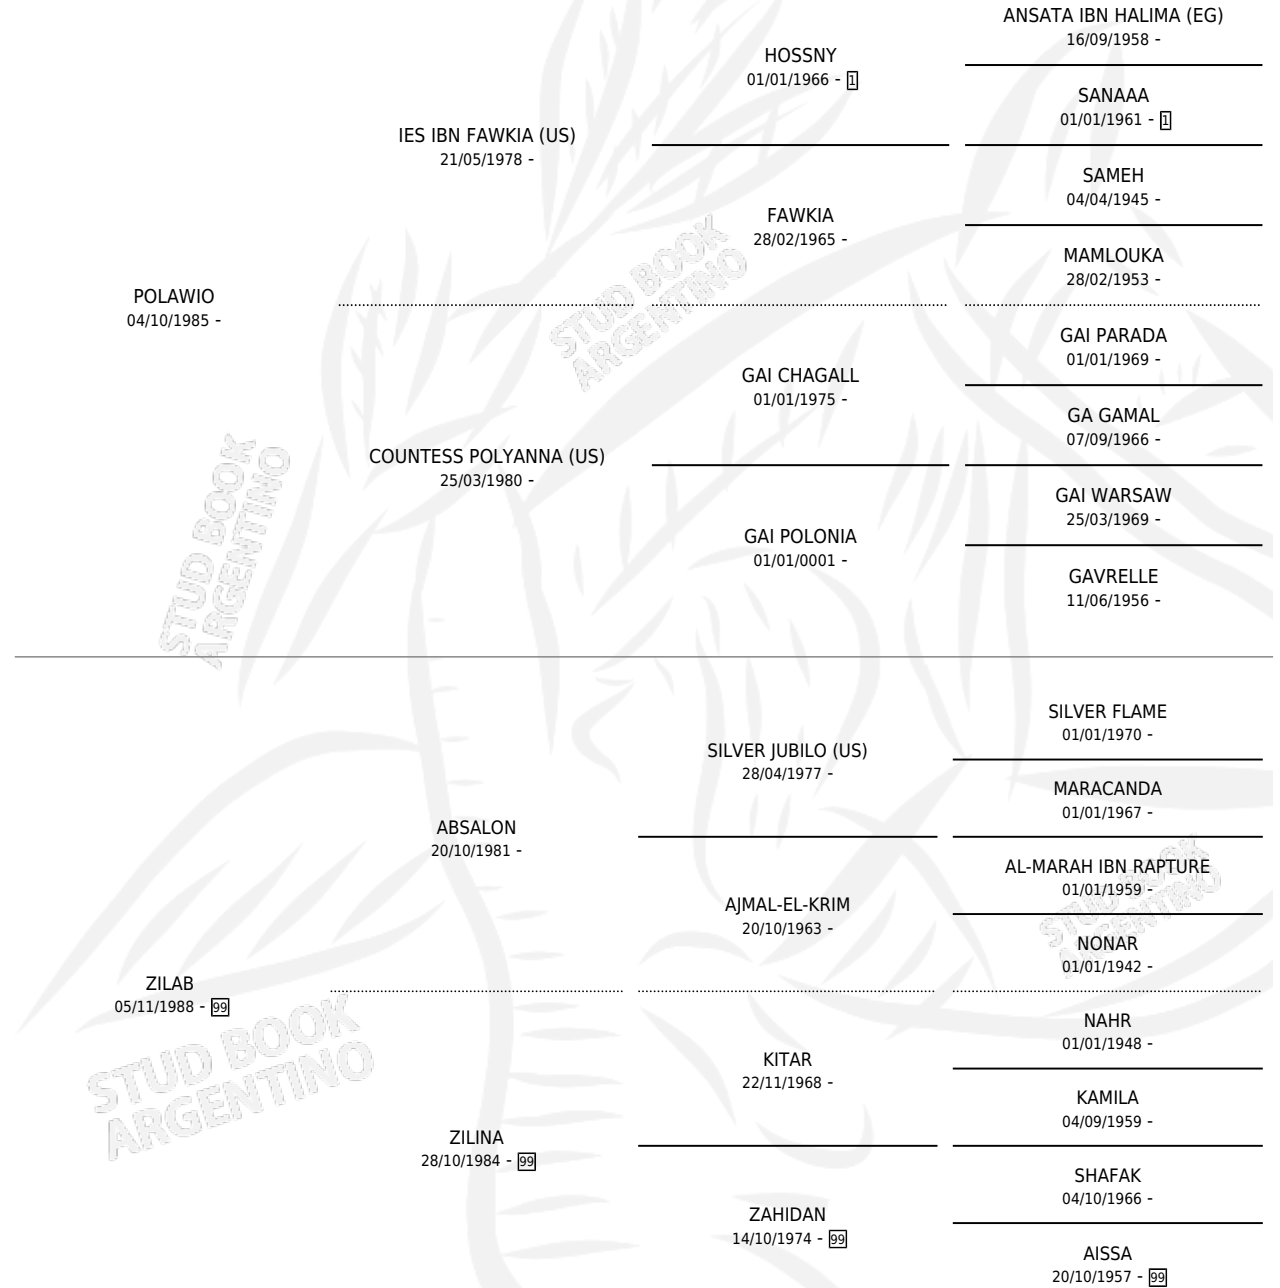 ANSATA IBN HALIMA (EG)
16/09/1958 -
HOSSNY
01/01/1966 - 1
SANAAA
01/01/1961 - 1
IES IBN FAWKIA (US)
21/05/1978 -
SAMEH
04/04/1945 -
FAWKIA
28/02/1965 -
MAMLOUKA
28/02/1953 -
POLAWIO
04/10/1985 -
GAI PARADA
01/01/1969 -
GAI CHAGALL
01/01/1975 -
GA GAMAL
07/09/1966 -
COUNTESS POLYANNA (US)
25/03/1980 -
GAI WARSAW
25/03/1969 -
GAI POLONIA
01/01/0001 -
GAVRELLE
11/06/1956 -
SILVER FLAME
01/01/1970 -
SILVER JUBILO (US)
28/04/1977 -
MARACANDA
01/01/1967 -
ABSALON
20/10/1981 -
AL-MARAH IBN RAPTURE
01/01/1959 -
AJMAL-EL-KRIM
20/10/1963 -
NONAR
01/01/1942 -
ZILAB
05/11/1988 - 99
NAHR
01/01/1948 -
KITAR
22/11/1968 -
KAMILA
04/09/1959 -
ZILINA
28/10/1984 - 99
SHAFAK
04/10/1966 -
ZAHIDAN
14/10/1974 - 99
AISSA
20/10/1957 - 99
STUD BOOK
ARGENTINO
STUD BOOK
ARGENTINO
STUD BOOK
ARGENTINO
STUD BOOK
ARGENTINO